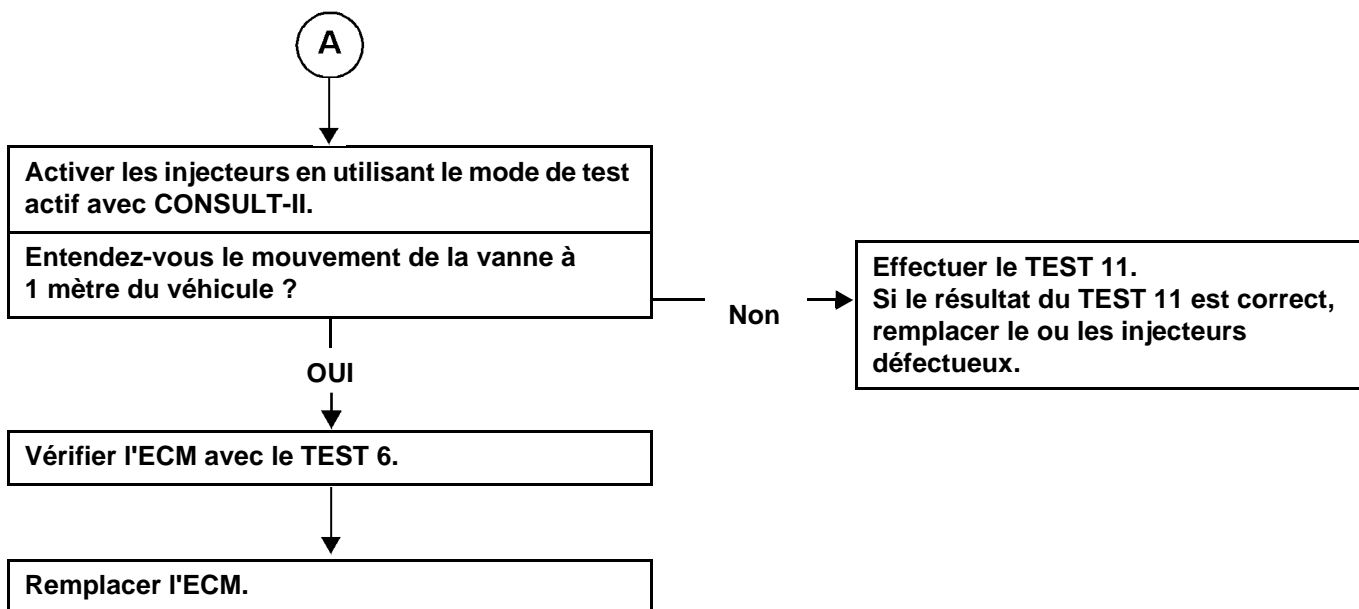 A
Activer les injecteurs en utilisant le mode de test
actif avec CONSULT-II.
Entendez-vous le mouvement de la vanne à
1 mètre du véhicule ?
Non
Effectuer le TEST 11.
Si le résultat du TEST 11 est correct,
remplacer le ou les injecteurs
défectueux.
OUI
Vérifier l'ECM avec le TEST 6.
Remplacer l'ECM.